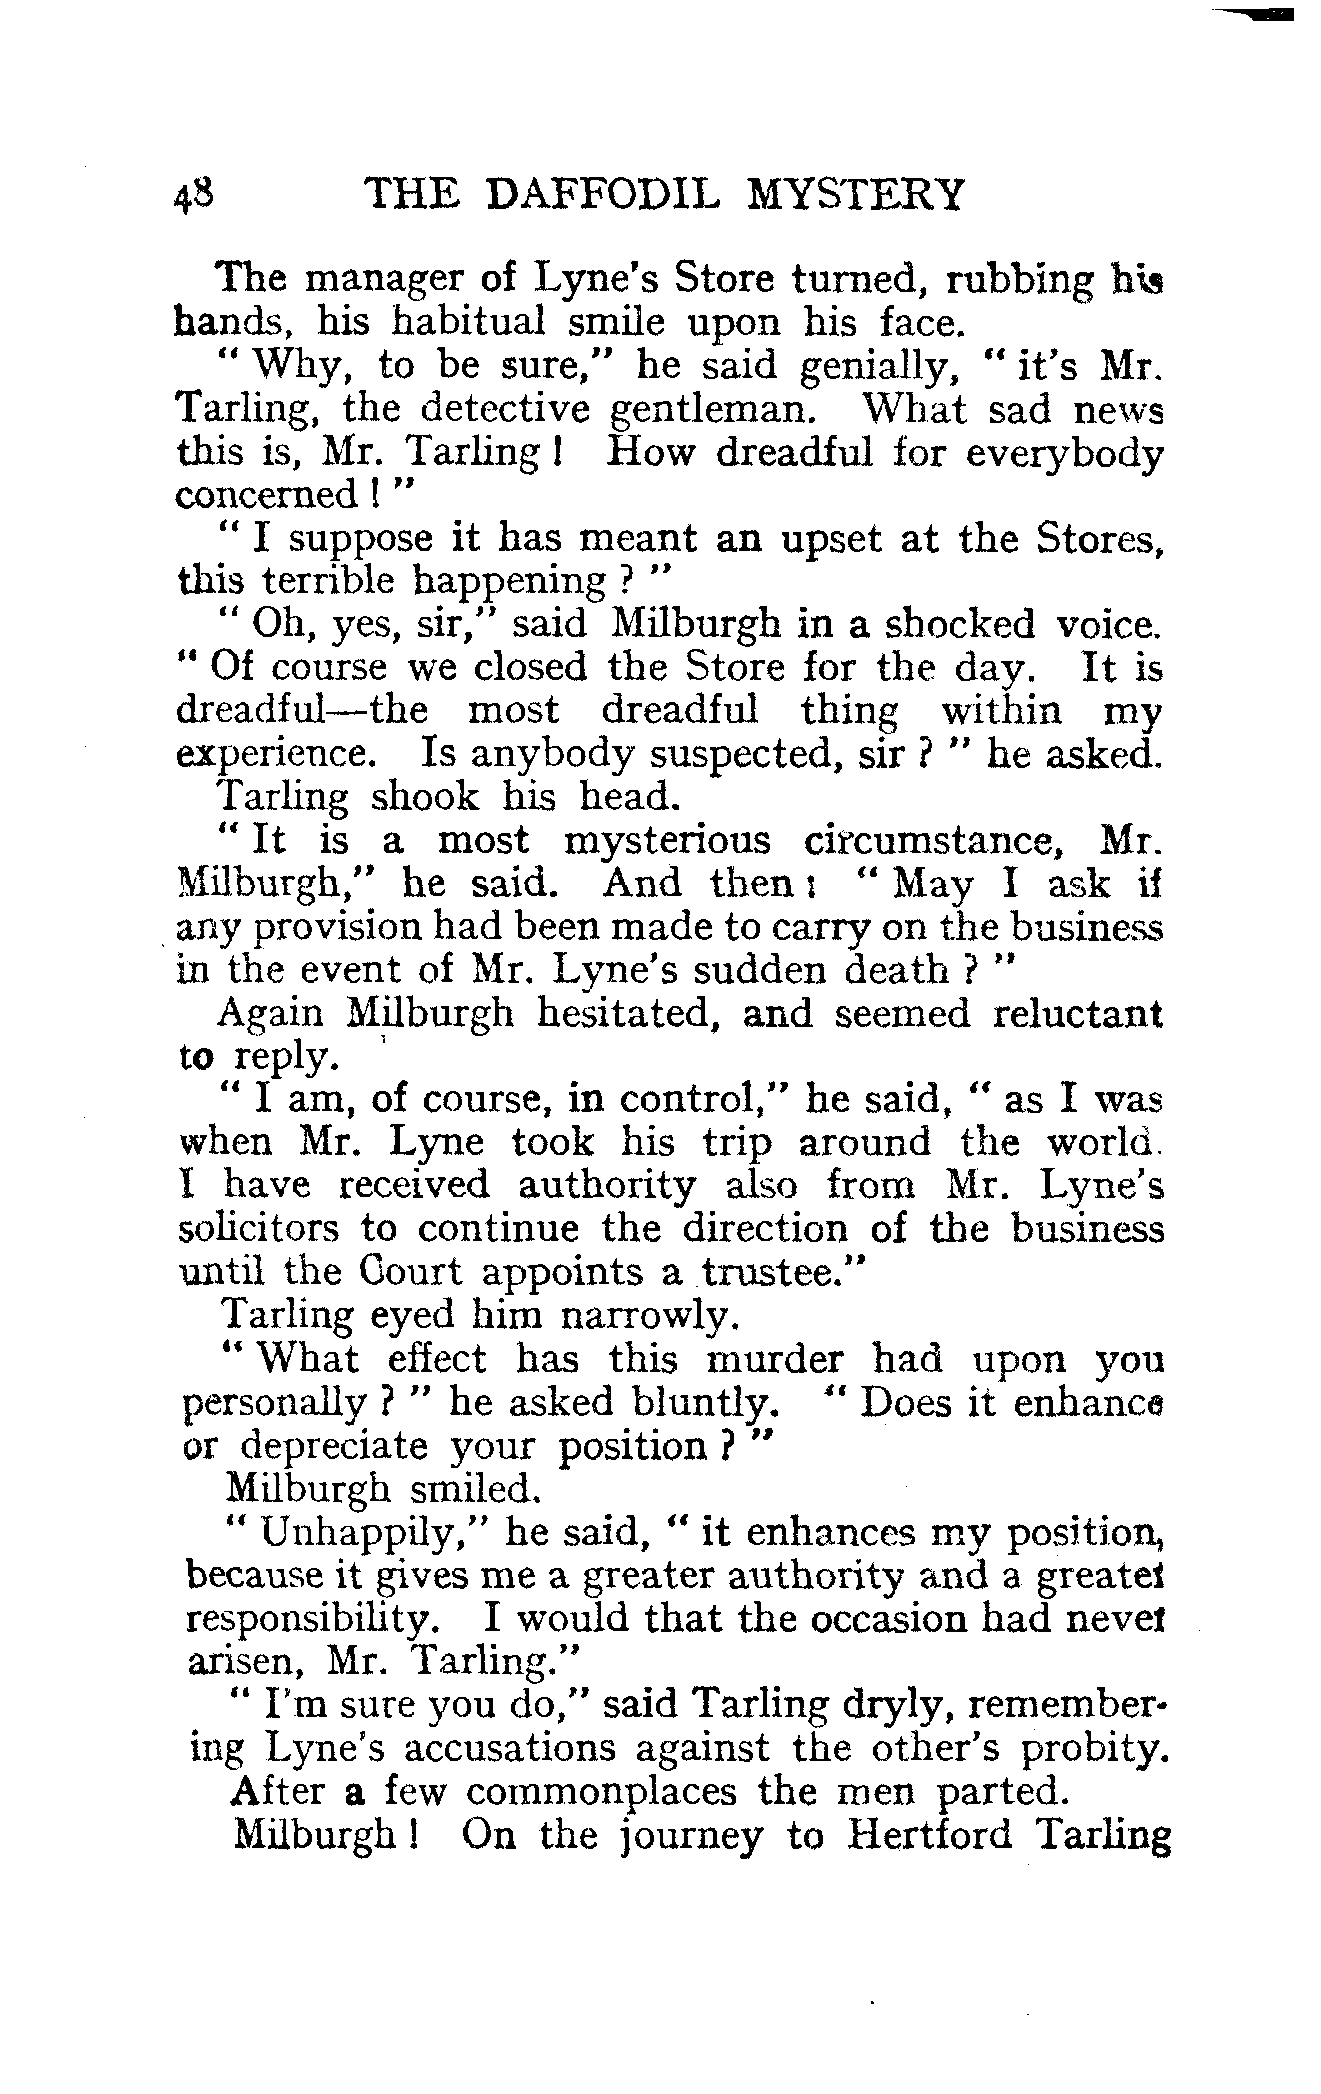 48 THE DAFFODIL MYSTERY
The manager of Lyne's Store turned, rubbing his
hands, his habitual smile upon his face.
" Why, to be sure," he said genially, " it's Mr.
Tarling, the detective gentleman. What sad news
this is, Mr. Tarling ! How dreadful for everybody
concerned ! "
" I suppose it has meant an upset at the Stores,
this terrible happening ? "
" Oh, yes, sir," said Milburgh in a shocked voice.
" Of course we closed the Store for the day. It is
dreadful—the most dreadful thing within my
experience. Is anybody suspected, sir ? " he asked.
Tarling shook his head.
" It is a most mysterious circumstance, Mr.
Milburgh," he said. And then : " May I ask if
any provision had been made to carry on the business
in the event of Mr. Lyne's sudden death ? "
Again Milburgh hesitated, and seemed reluctant
to reply.
" I am, of course, in control," he said, " as I was
when Mr. Lyne took his trip around the world.
I have received authority also from Mr. Lyne's
solicitors to continue the direction of the business
until the Court appoints a trustee."
Tarling eyed him narrowly.
" What effect has this murder had upon you
personally ? " he asked bluntly. " Does it enhance
or depreciate your position ? "
Milburgh smiled.
" Unhappily," he said, " it enhances my position,
because it gives me a greater authority and a greater
responsibility. I would that the occasion had never
arisen, Mr. Tarling."
" I'm sure you do," said Tarling dryly, remember-
ing Lyne's accusations against the other's probity.
After a few commonplaces the men parted.
Milburgh ! On the journey to Hertford Tarling